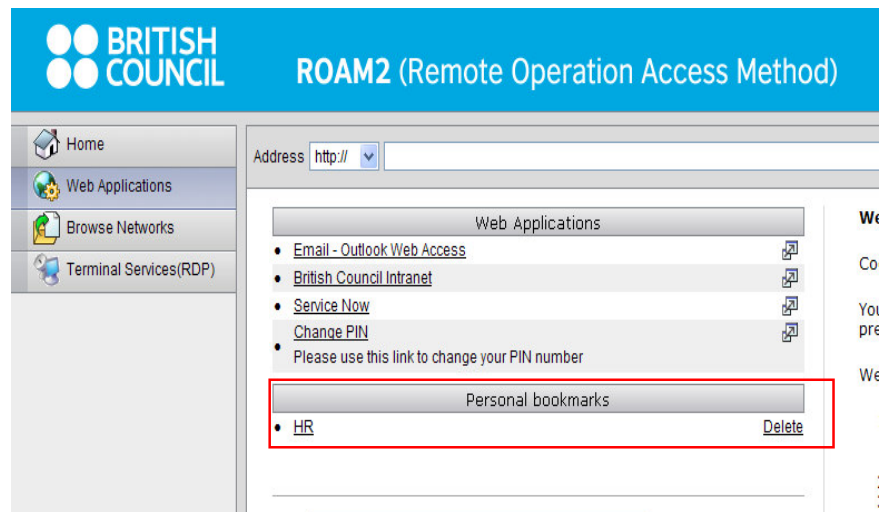 BRITISH
COUNCIL
ROAM2 (Remote Operation Access Method)
Home
Web Applications
Browse Networks
Terminal Services(RDP)
Address http://
Web Applications
Email - Outlook Web Access
British Council Intranet
Service Now
Change PIN
Please use this link to change your PIN number
Personal bookmarks
HR Delete